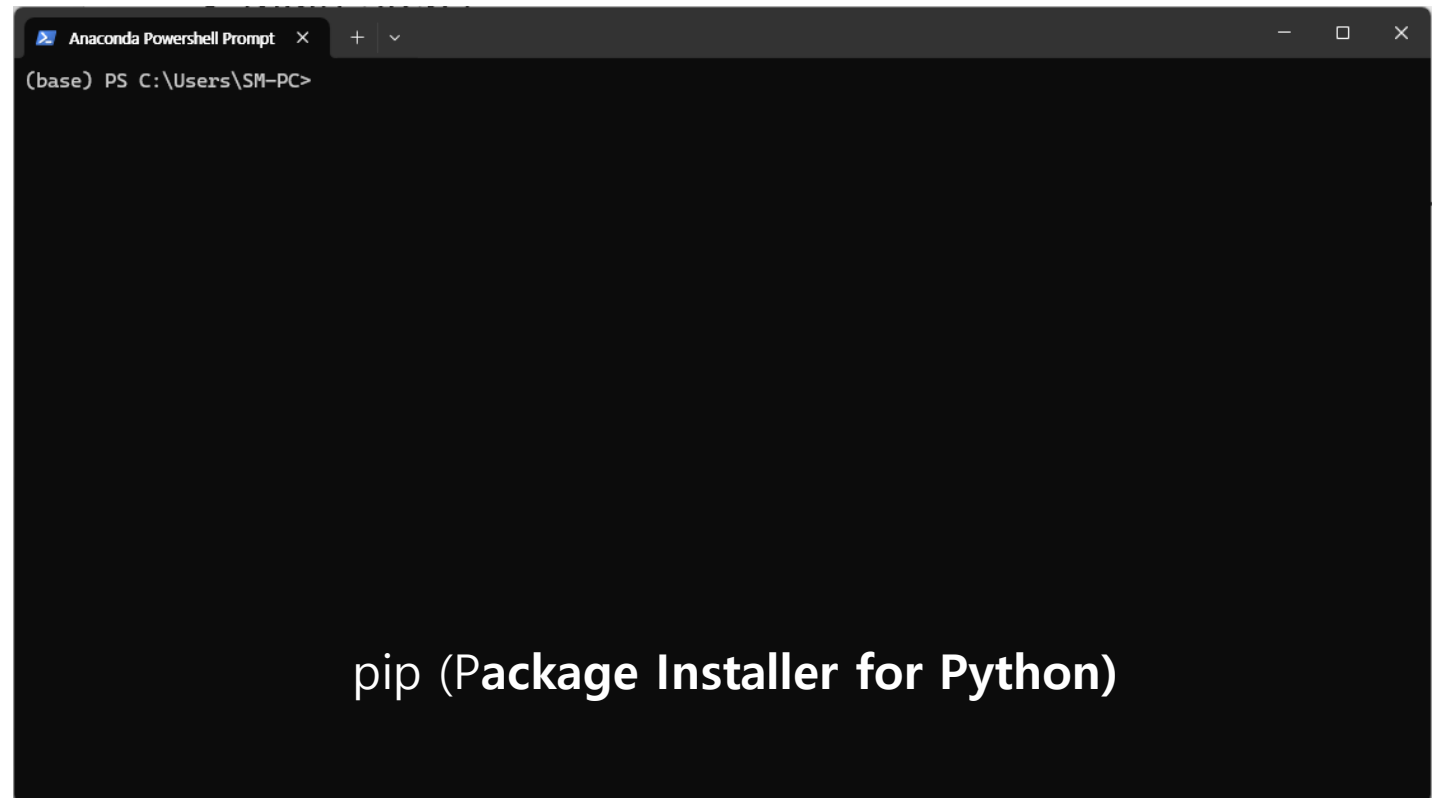 Anaconda Powershell Prompt
(base) PS C:\Users\SM-PC>
pip (Package Installer for Python)